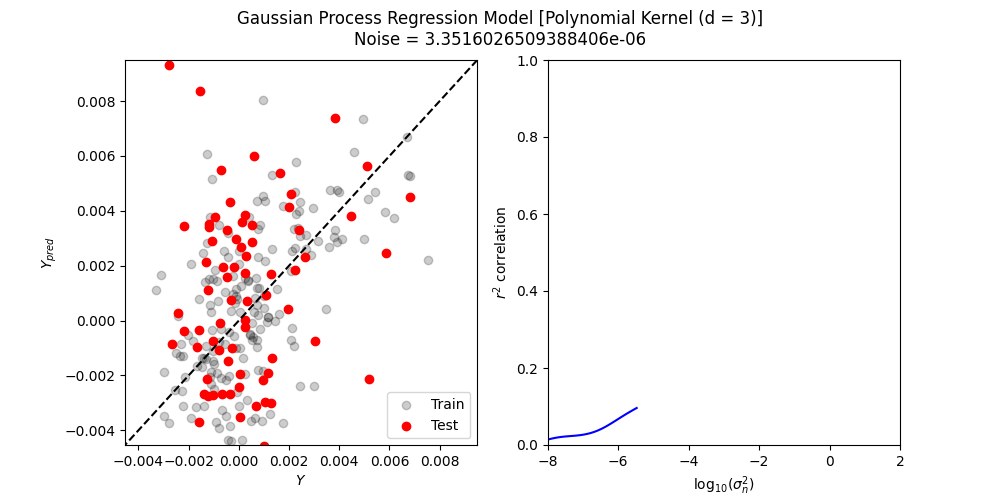 Gaussian Process Regression Model [Polynomial Kernel (d = 3)]
Noise = 3.3516026509388406e-06
0.008
0.006
0.004
0.002
0.000
−0.002
−0.004
Y_pred
−0.004 −0.002 0.000 0.002 0.004 0.006 0.008
Y
Train
Test
1.0
0.8
0.6
0.4
0.2
0.0
r² correlation
−8 −6 −4 −2 0 2
log₁₀(σₙ²)